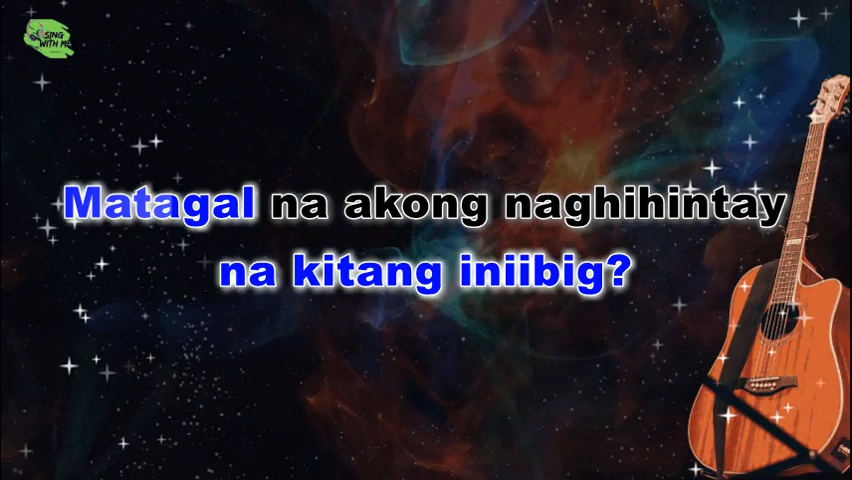 SING
WITH ME
Matagal na akong naghihintay
na kitang iniibig?